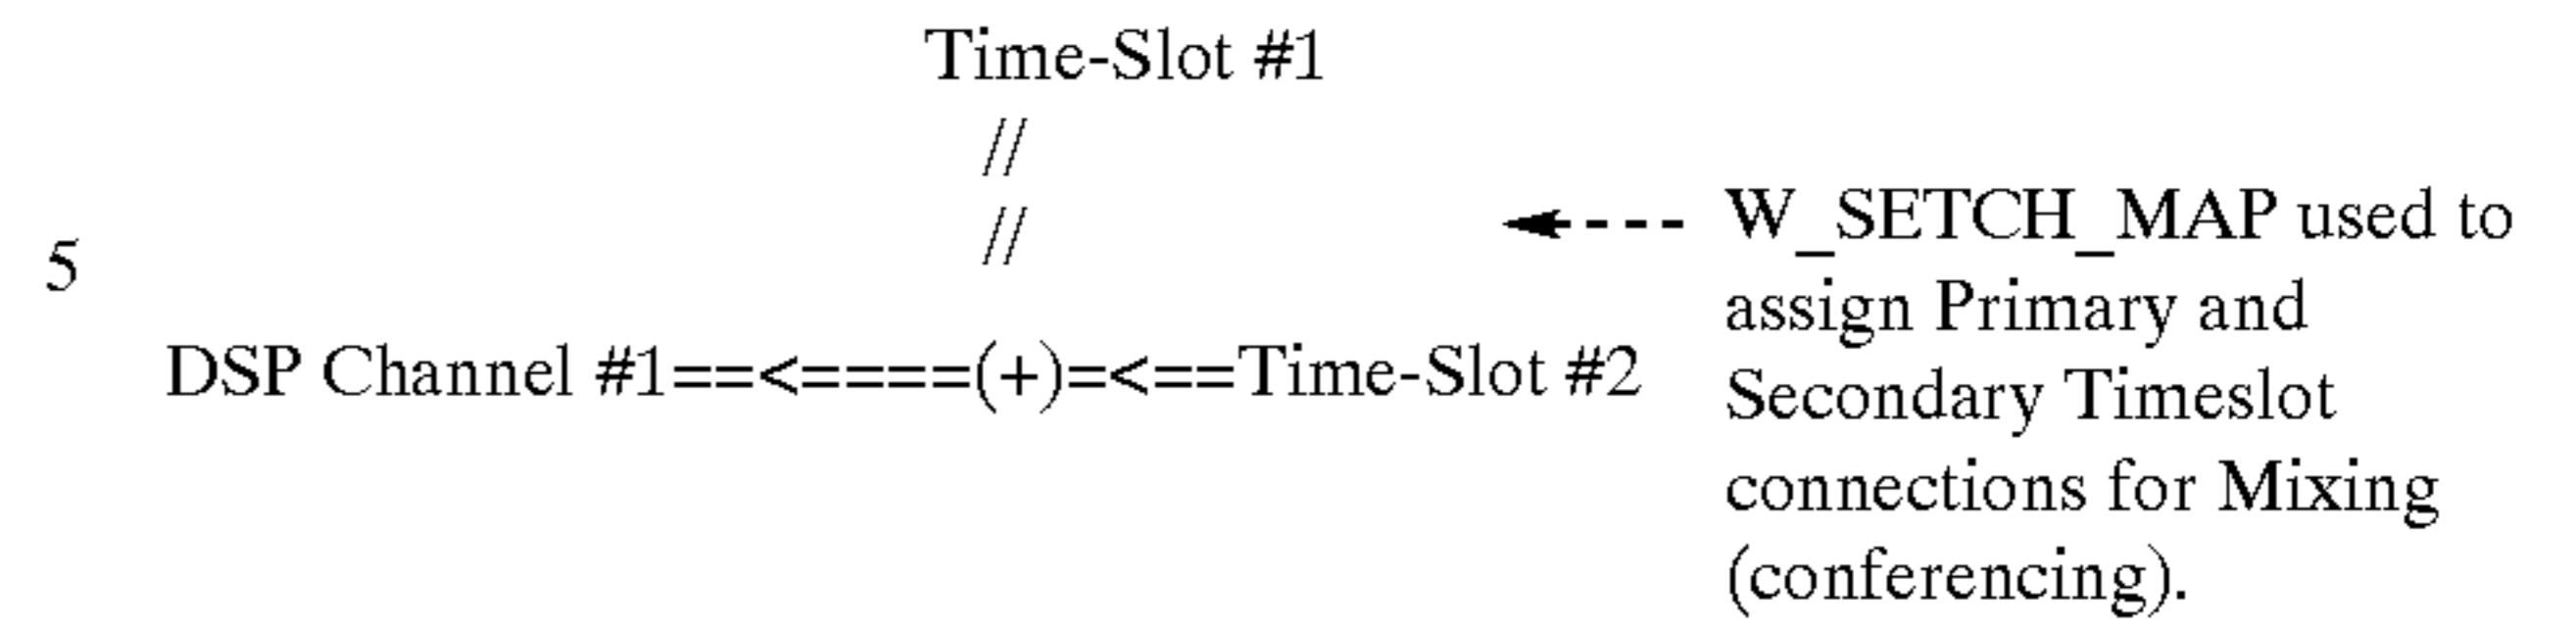 Time-Slot #1
//
//
5
DSP Channel #1==<====(+)=<==Time-Slot #2
W_SETCH_MAP used to
assign Primary and
Secondary Timeslot
connections for Mixing
(conferencing).